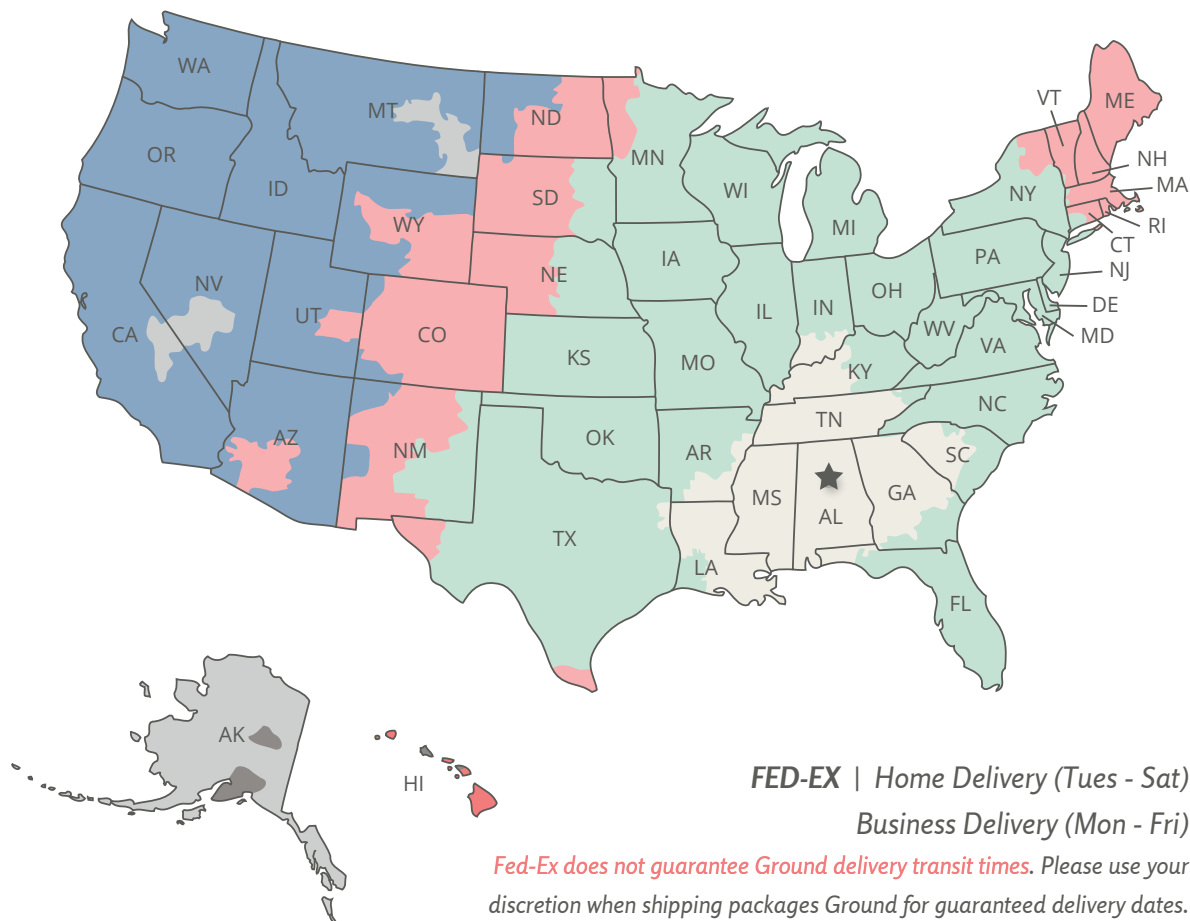 WA
MT
ND
OR
ID
MN
SD
WI
WY
MI
NY
VT
ME
NH
MA
RI
CT
NJ
DE
MD
NV
UT
CA
CO
NE
IA
IL
IN
OH
PA
WV
VA
KS
MO
KY
NC
TN
AZ
NM
OK
AR
SC
MS
AL
GA
TX
LA
FL
AK
HI
FED-EX | Home Delivery (Tues - Sat)
Business Delivery (Mon - Fri)
Fed-Ex does not guarantee Ground delivery transit times. Please use your
discretion when shipping packages Ground for guaranteed delivery dates.